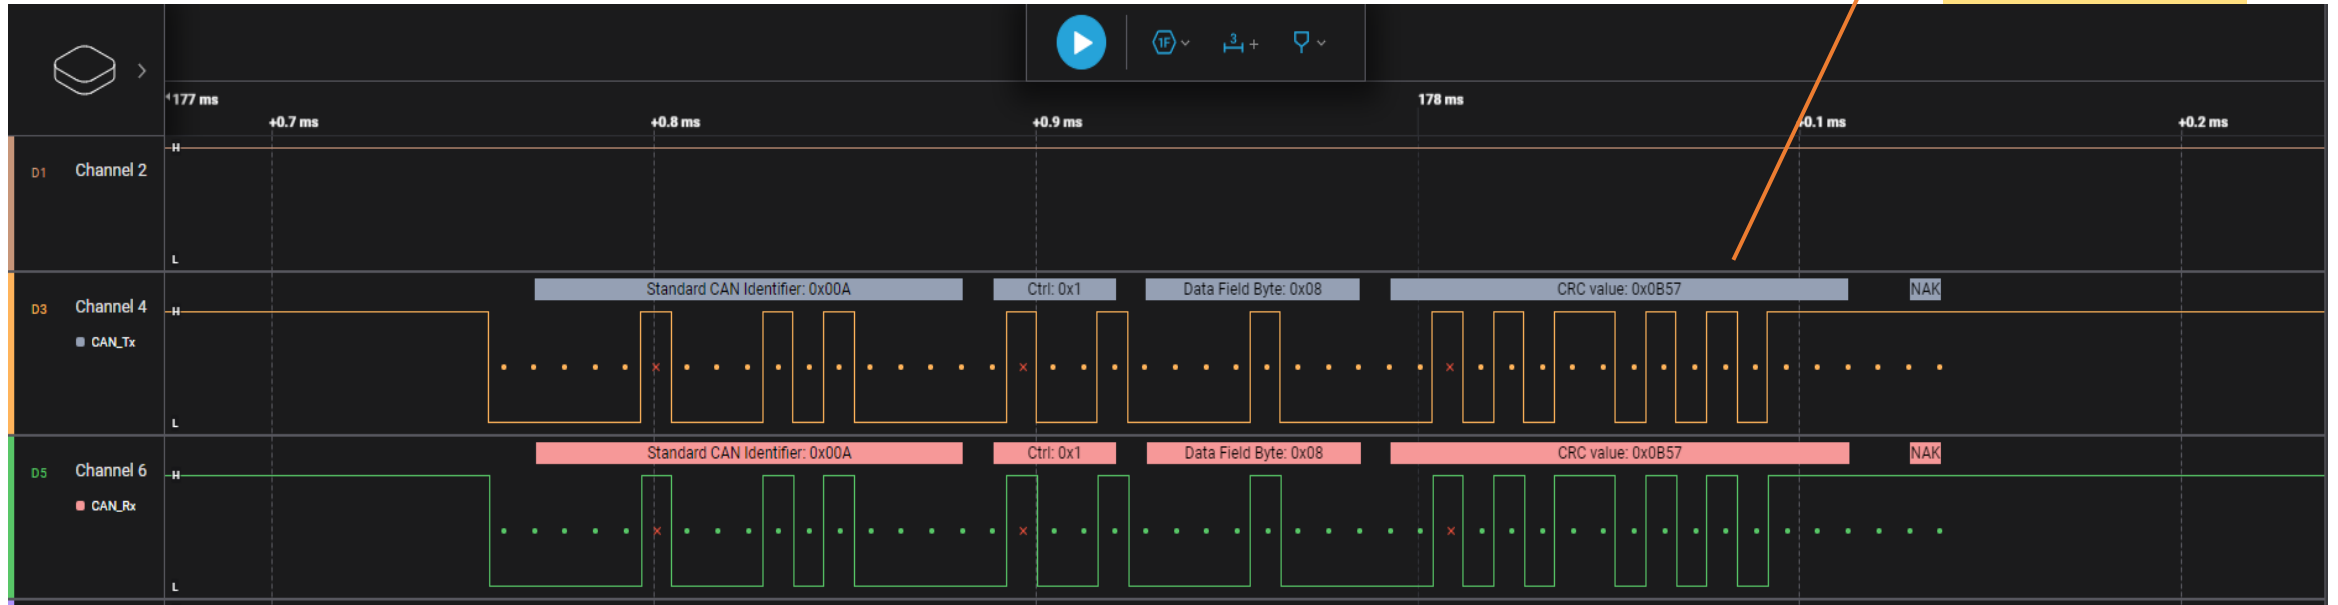 1F
3
+
177 ms
178 ms
+0.7 ms
+0.8 ms
+0.9 ms
+0.1 ms
+0.2 ms
D1 Channel 2
H
L
D3 Channel 4
CAN_Tx
H
L
Standard CAN Identifier: 0x00A
Ctrl: 0x1
Data Field Byte: 0x08
CRC value: 0x0B57
NAK
D5 Channel 6
CAN_Rx
H
L
Standard CAN Identifier: 0x00A
Ctrl: 0x1
Data Field Byte: 0x08
CRC value: 0x0B57
NAK